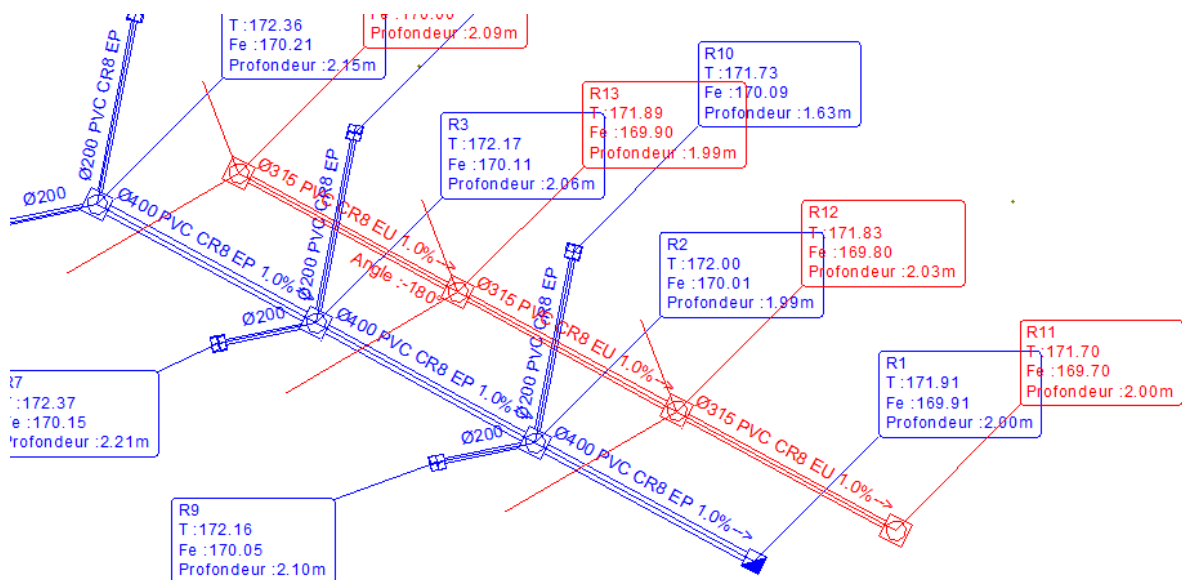 Fe :170.00
Profondeur :2.09m
T :172.36
Fe :170.21
Profondeur :2.15m
R10
T :171.73
Fe :170.09
Profondeur :1.63m
R13
T :171.89
Fe :169.90
Profondeur :1.99m
R3
T :172.17
Fe :170.11
Profondeur :2.06m
R12
T :171.83
Fe :169.80
Profondeur :2.03m
R2
T :172.00
Fe :170.01
Profondeur :1.99m
R11
T :171.70
Fe :169.70
Profondeur :2.00m
R1
T :171.91
Fe :169.91
Profondeur :2.00m
R7
T :172.37
Fe :170.15
Profondeur :2.21m
R9
T :172.16
Fe :170.05
Profondeur :2.10m
Ø200 PVC CR8 EP
Ø200
Ø400 PVC CR8 EP 1.0%-->
Ø315 PVC CR8 EU 1.0%-->
Ø200 PVC CR8 EP
Angle :-180°
Ø200
Ø400 PVC CR8 EP 1.0%-->
Ø315 PVC CR8 EU 1.0%-->
Ø200 PVC CR8 EP
Ø200
Ø400 PVC CR8 EP 1.0%-->
Ø315 PVC CR8 EU 1.0%-->